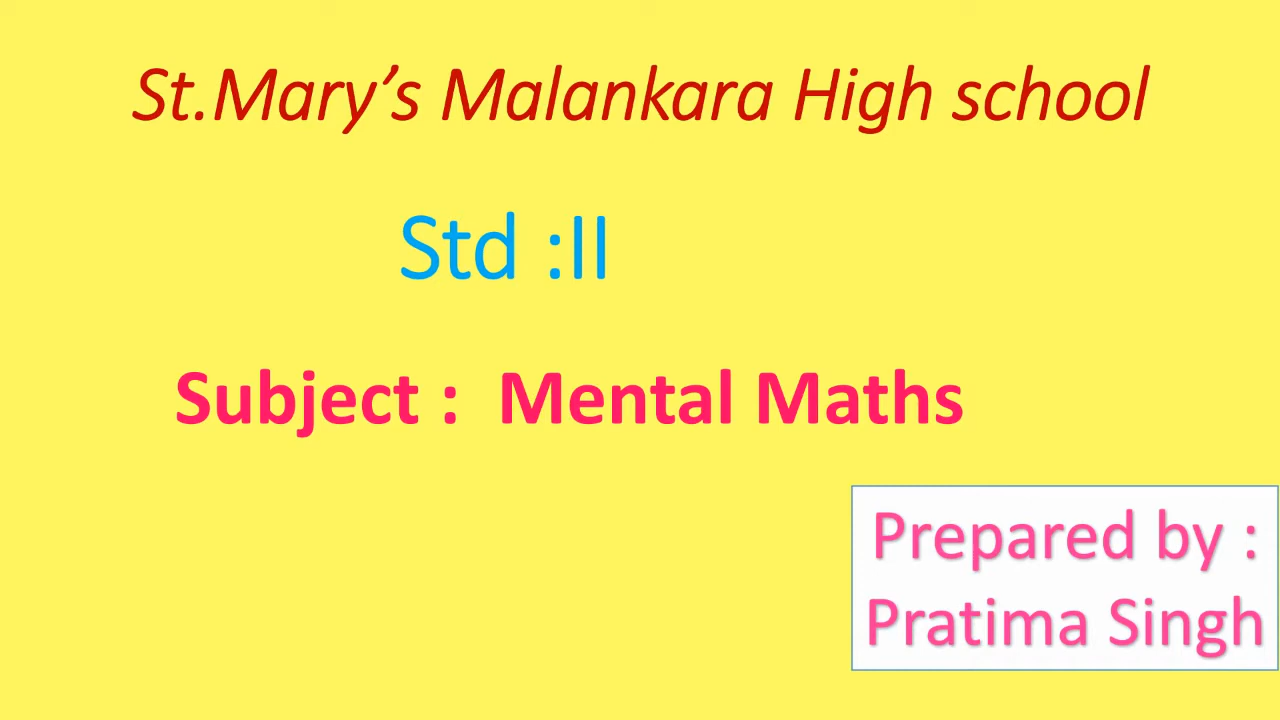 St.Mary’s Malankara High school
Std :II
Subject :  Mental Maths
Prepared by :
Pratima Singh